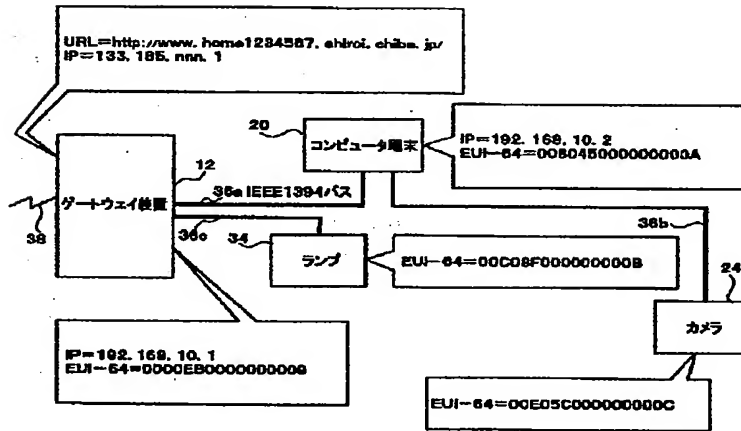 URL=http://www.home1234567.shiroi.chiba.jp/
IP=133.185.nnn.1
20
コンピュータ端末
IP=192.168.10.2
EUI-64=005045000000000A
12
36a IEEE1394バス
ゲートウェイ装置
38
36c
36b
34
ランプ
EUI-64=00C08F000000000B
24
カメラ
IP=192.168.10.1
EUI-64=0000EB0000000009
EUI-64=00E05C000000000C